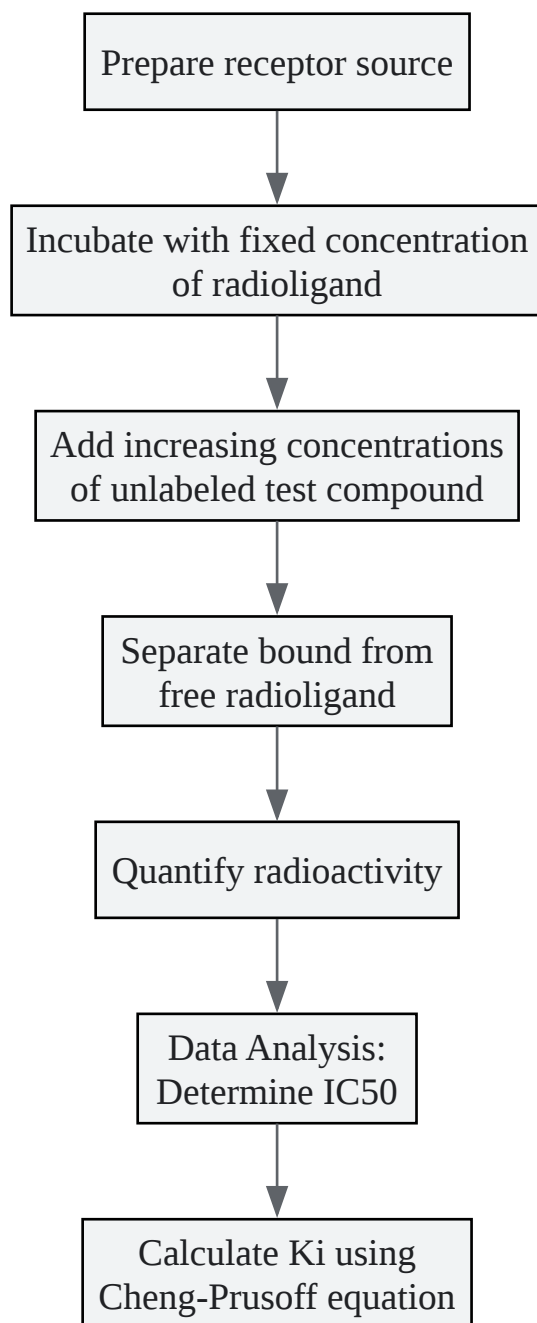 Prepare receptor source
Incubate with fixed concentration
of radioligand
Add increasing concentrations
of unlabeled test compound
Separate bound from
free radioligand
Quantify radioactivity
Data Analysis:
Determine IC50
Calculate Ki using
Cheng-Prusoff equation